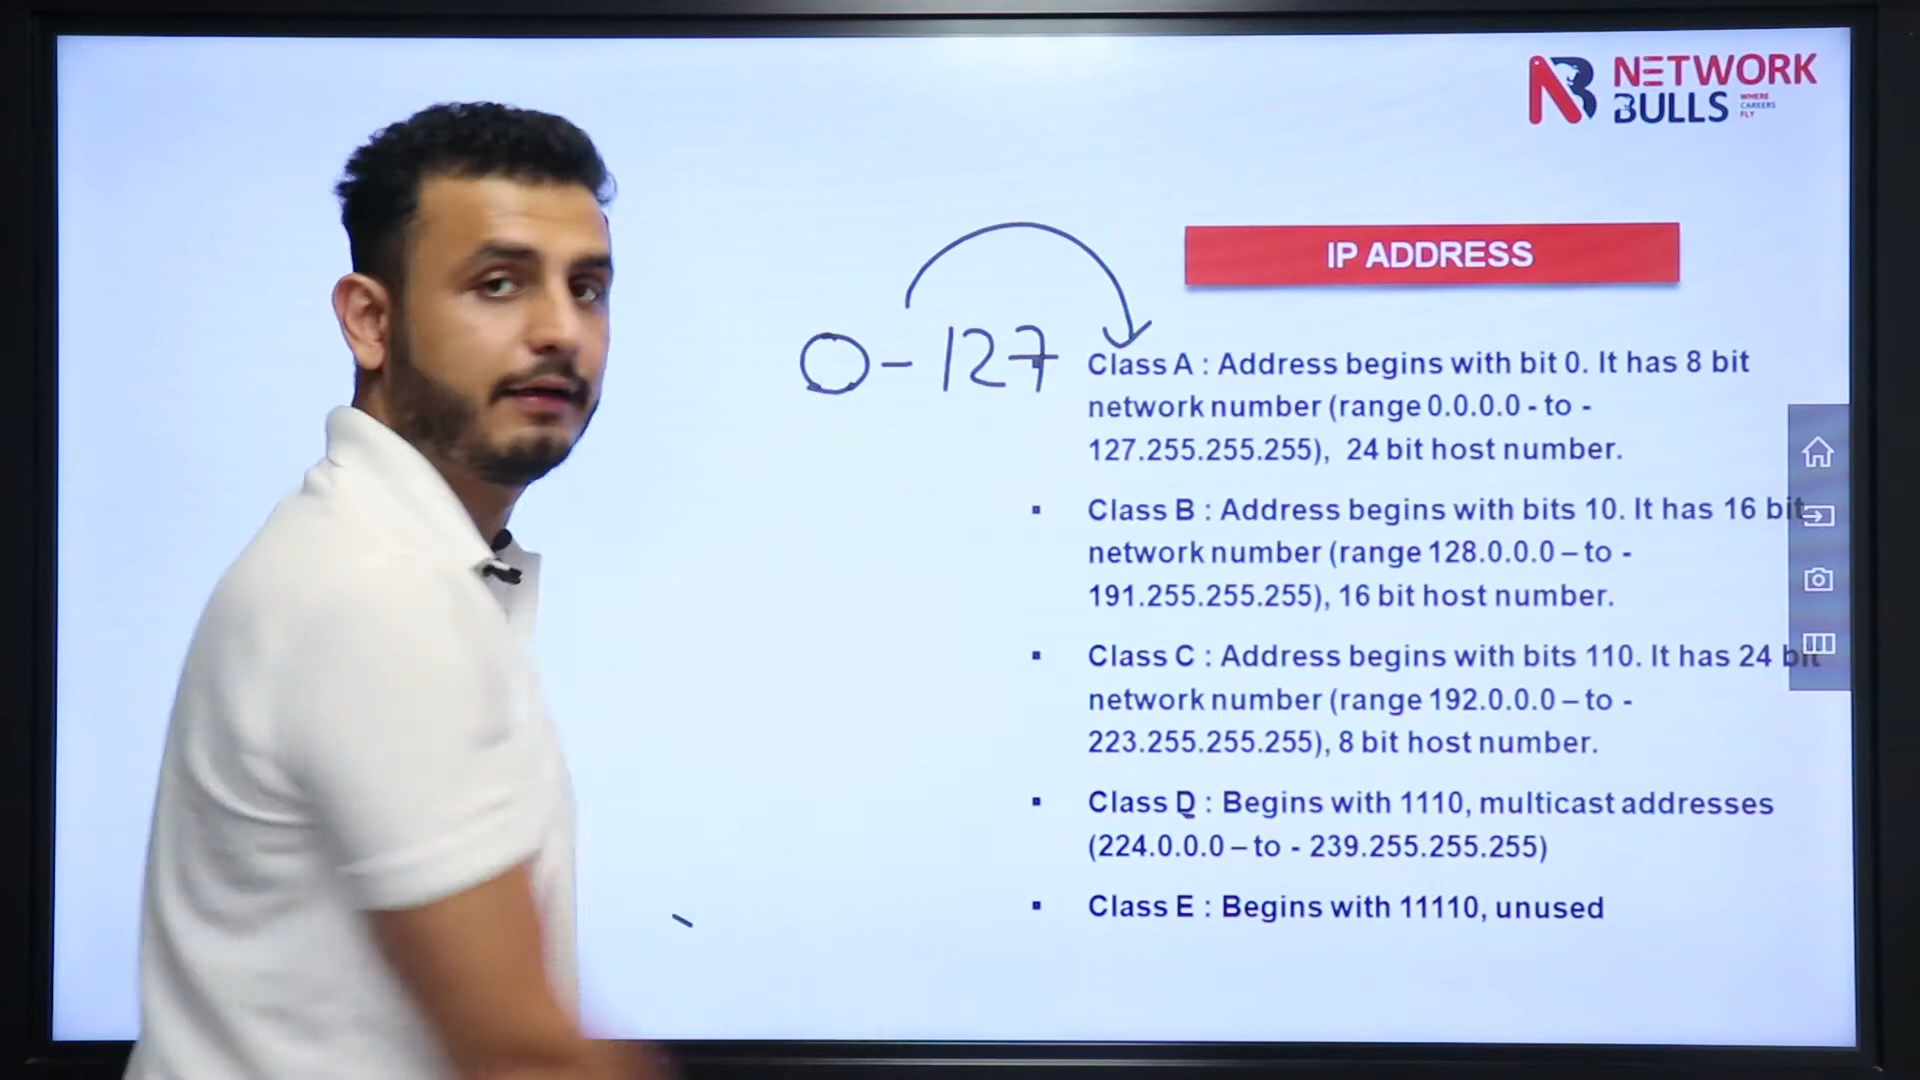 NETWORK
BULLS
WHERE
CAREERS
FLY
IP ADDRESS
0-127
Class A : Address begins with bit 0. It has 8 bit
network number (range 0.0.0.0 - to -
127.255.255.255), 24 bit host number.
▪ Class B : Address begins with bits 10. It has 16 bit
network number (range 128.0.0.0 – to -
191.255.255.255), 16 bit host number.
▪ Class C : Address begins with bits 110. It has 24 bit
network number (range 192.0.0.0 – to -
223.255.255.255), 8 bit host number.
▪ Class D : Begins with 1110, multicast addresses
(224.0.0.0 – to - 239.255.255.255)
▪ Class E : Begins with 11110, unused